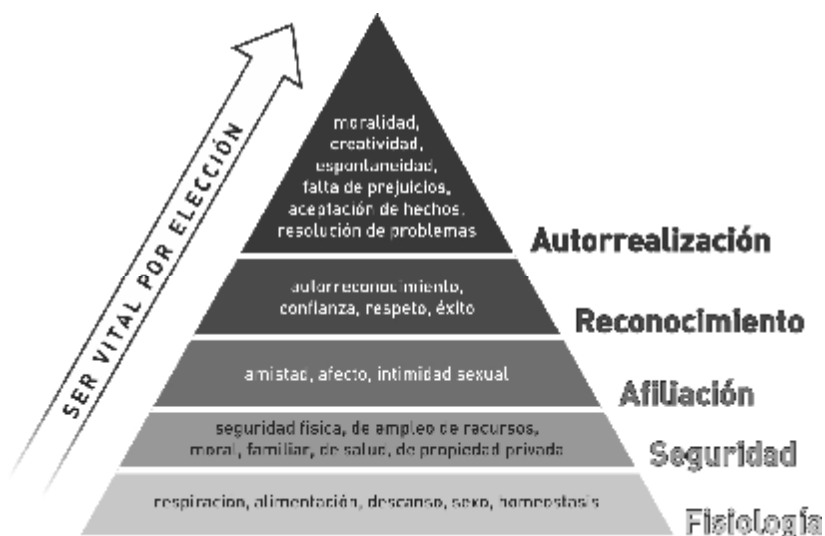 SER VITAL POR ELECCIÓN
moralidad,
creatividad,
espontaneidad,
falta de prejuicios,
aceptación de hechos,
resolución de problemas
Autorrealización
autorreconocimiento,
confianza, respeto, éxito
Reconocimiento
amistad, afecto, intimidad sexual
Afiliación
seguridad física, de empleo de recursos,
moral, familiar, de salud, de propiedad privada
Seguridad
respiración, alimentación, descanso, sexo, homeostasis
Fisiología